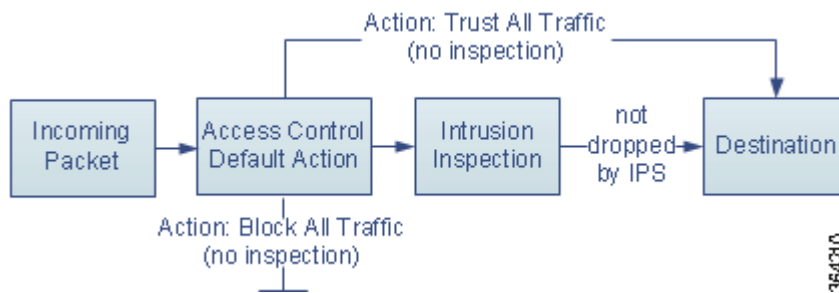 Action: Trust All Traffic
(no inspection)
Incoming
Packet
Access Control
Default Action
Intrusion
Inspection
not
dropped
by IPS
Destination
Action: Block All Traffic
(no inspection)